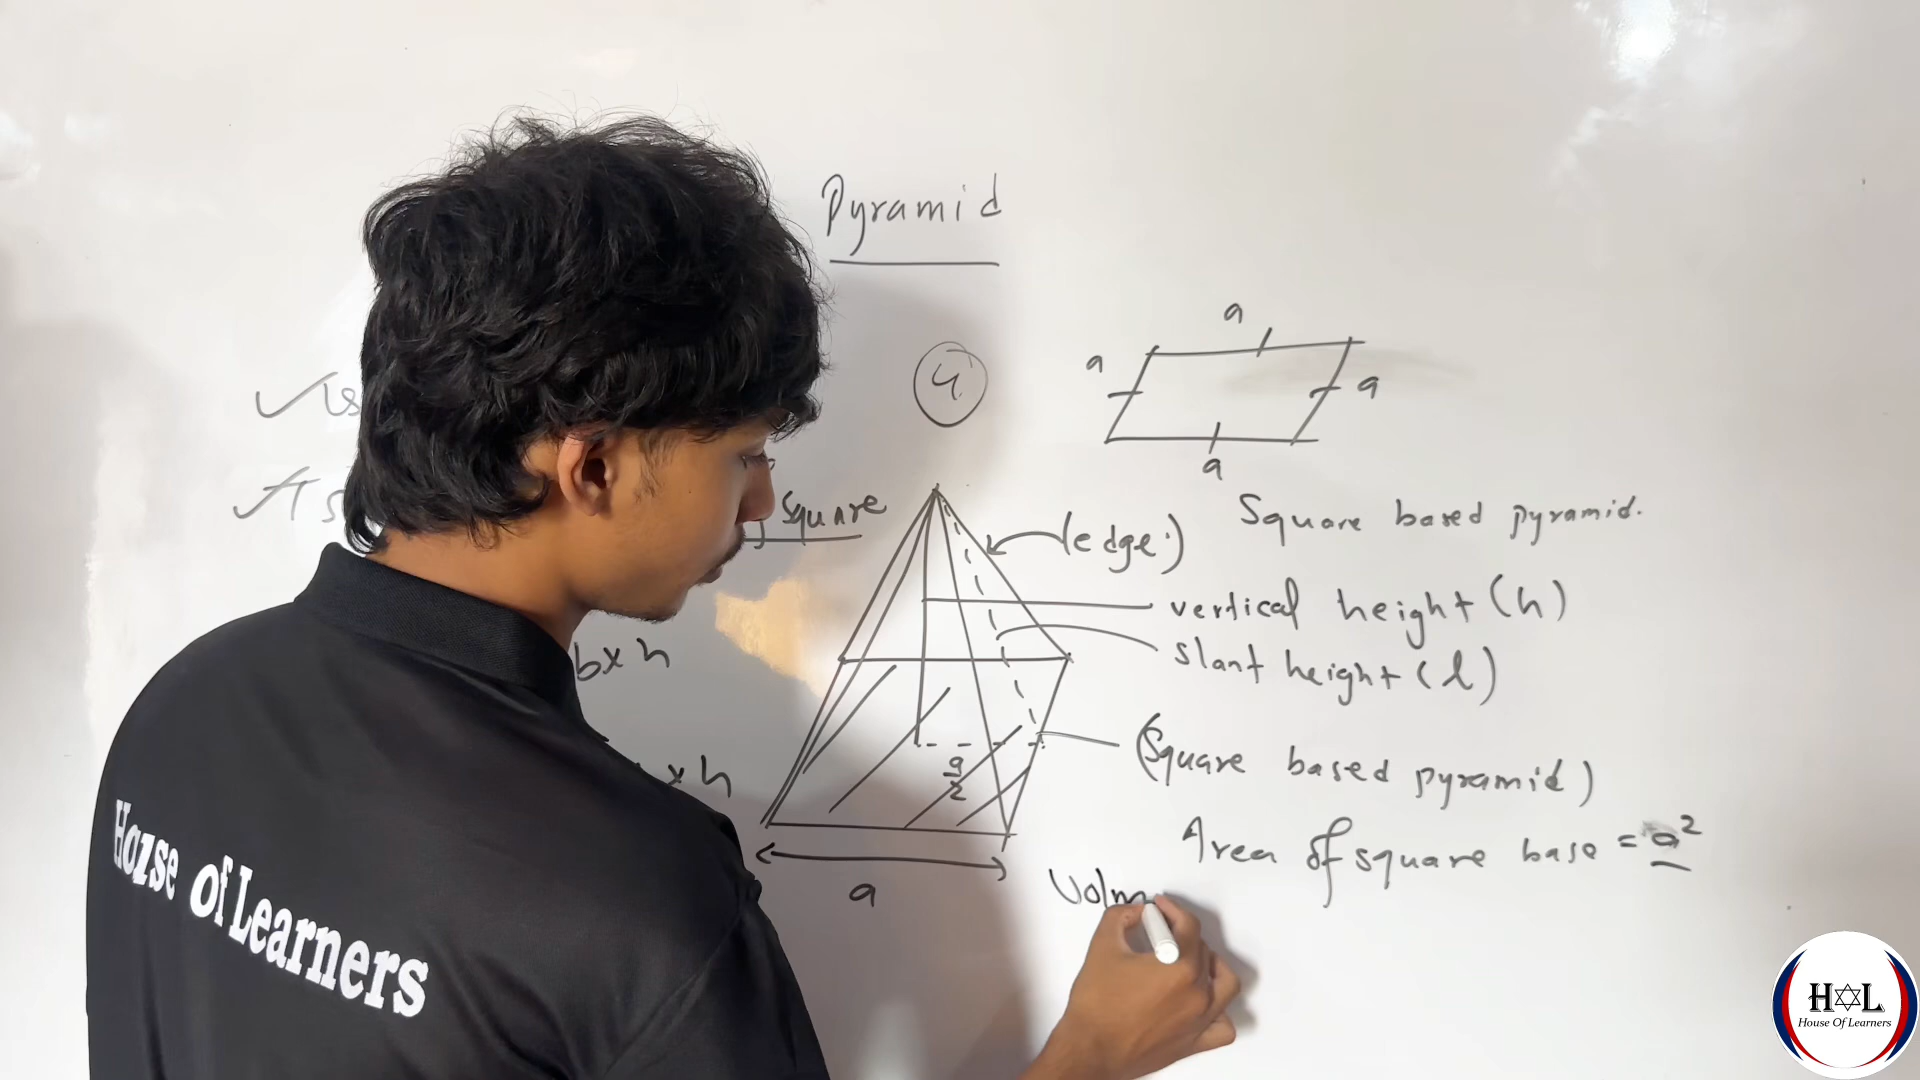 Pyramid
a
a
4
a
a
Square
(edge.)
Square based pyramid.
vertical height (h)
slant height (l)
b x h
(Square based pyramid)
x h
a/2
Area of square base = a²
a
Volm
House of Learners
H L
House Of Learners